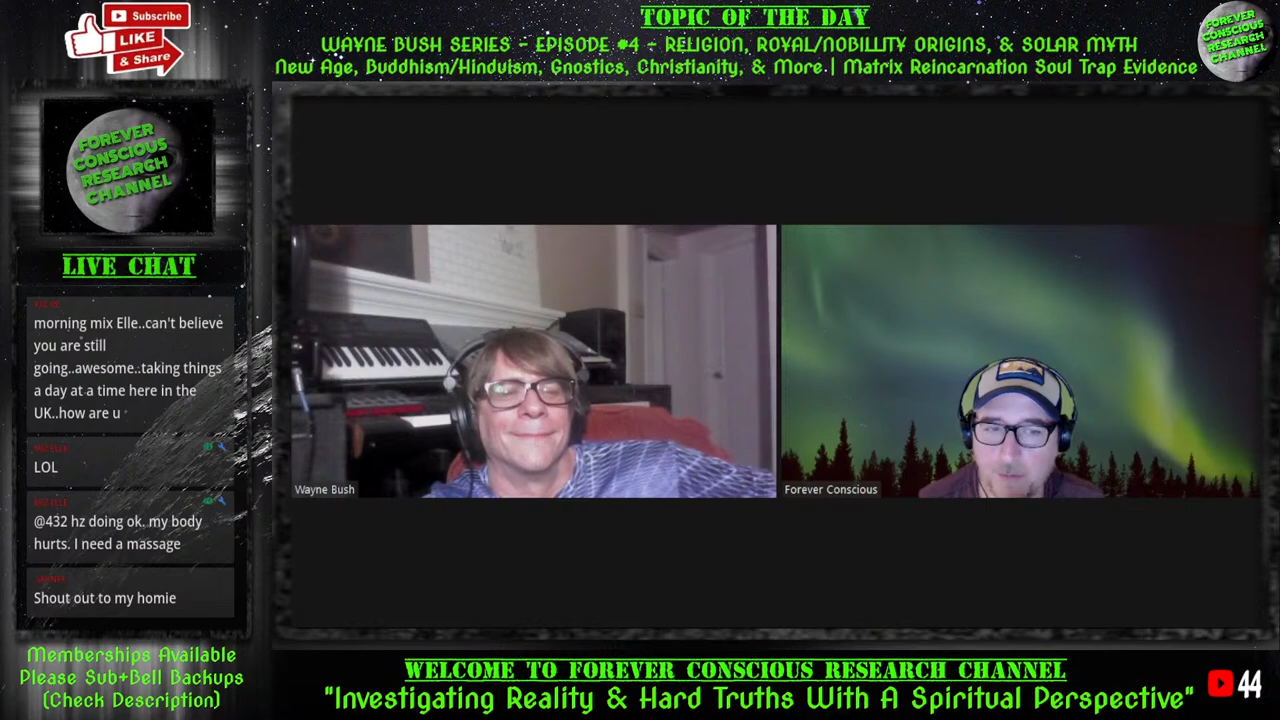 Subscribe
LIKE
& Share
TOPIC OF THE DAY
WAYNE BUSH SERIES - EPISODE #4 - RELIGION, ROYAL/NOBILLITY ORIGINS, & SOLAR MYTH
New Age, Buddhism/Hinduism, Gnostics, Christianity, & More | Matrix Reincarnation Soul Trap Evidence
FOREVER
CONSCIOUS
RESEARCH
CHANNEL
FOREVER
CONSCIOUS
RESEARCH
CHANNEL
LIVE CHAT
morning mix Elle..can't believe
you are still
going..awesome..taking things
a day at a time here in the
UK..how are u
LOL
@432 hz doing ok. my body
hurts. I need a massage
Shout out to my homie
Wayne Bush
Forever Conscious
Memberships Available
Please Sub+Bell Backups
(Check Description)
WELCOME TO FOREVER CONSCIOUS RESEARCH CHANNEL
"Investigating Reality & Hard Truths With A Spiritual Perspective"
44